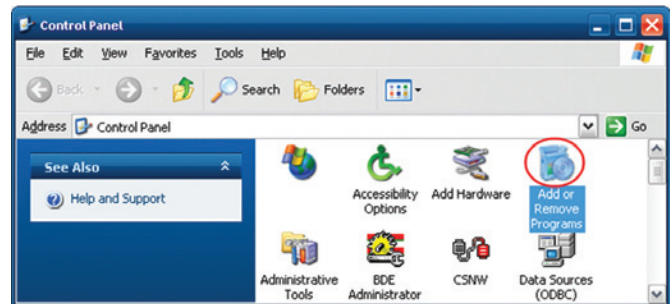 Control Panel
File Edit View Favorites Tools Help
Back Search Folders
Address Control Panel Go
See Also
Help and Support
Accessibility Options
Add Hardware
Add or Remove Programs
Administrative Tools
BDE Administrator
CSNW
Data Sources (ODBC)